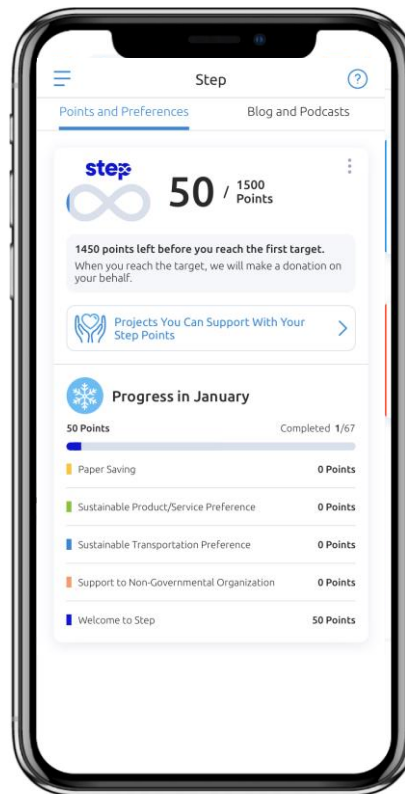 Step
?
Points and Preferences Blog and Podcasts
step
50 / 1500 Points
1450 points left before you reach the first target.
When you reach the target, we will make a donation on
your behalf.
Projects You Can Support With Your
Step Points
Progress in January
50 Points Completed 1/67
Paper Saving 0 Points
Sustainable Product/Service Preference 0 Points
Sustainable Transportation Preference 0 Points
Support to Non-Governmental Organization 0 Points
Welcome to Step 50 Points